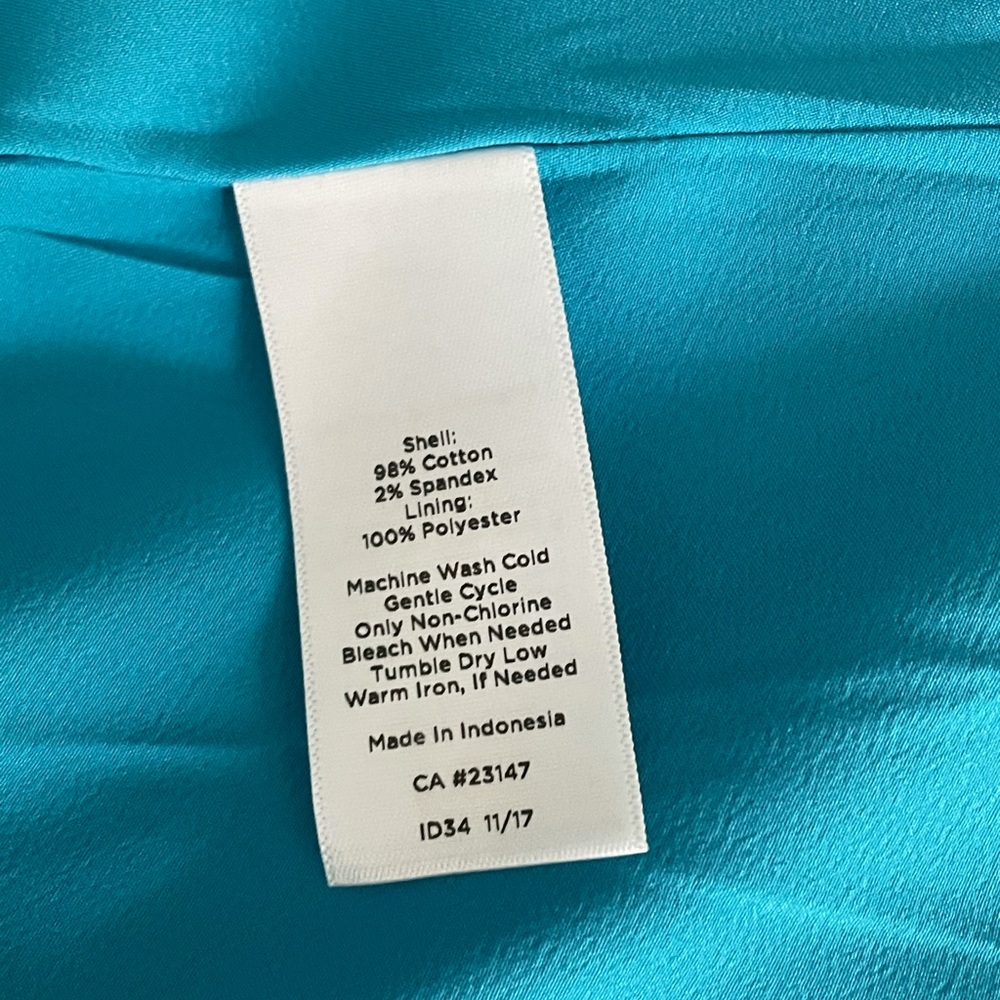 Shell:
98% Cotton
2% Spandex
Lining:
100% Polyester
Machine Wash Cold
Gentle Cycle
Only Non-Chlorine
Bleach When Needed
Tumble Dry Low
Warm Iron, If Needed
Made In Indonesia
CA #23147
ID34 11/17